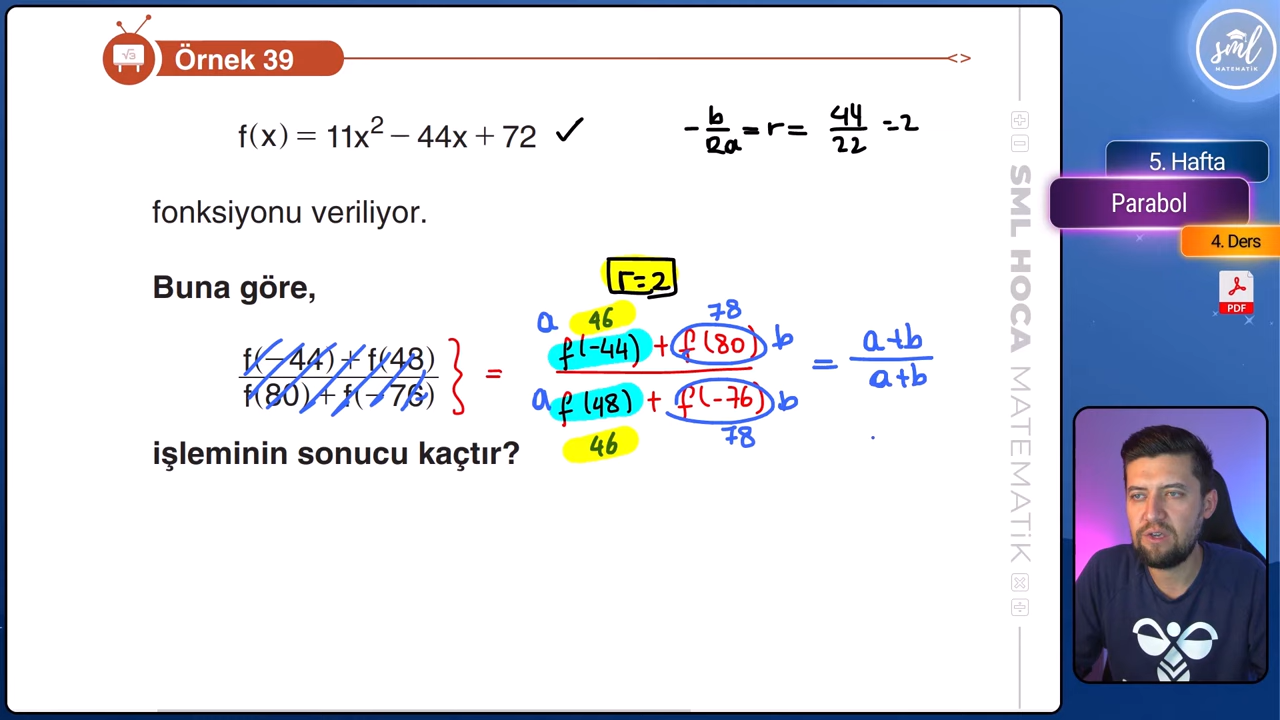 √3
Örnek 39
<>
f(x) = 11x² − 44x + 72 ✓
-b/2a = r = 44/22 = 2
fonksiyonu veriliyor.
Buna göre,
r=2
f(−44) + f(48)
f(80) + f(−76)
=
a 46 78
f(-44) + f(80) b
a f(48) + f(-76) b
46 78
= a+b
a+b
işleminin sonucu kaçtır?
SML HOCA MATEMATİK
sml
MATEMATİK
5. Hafta
Parabol
4. Ders
PDF